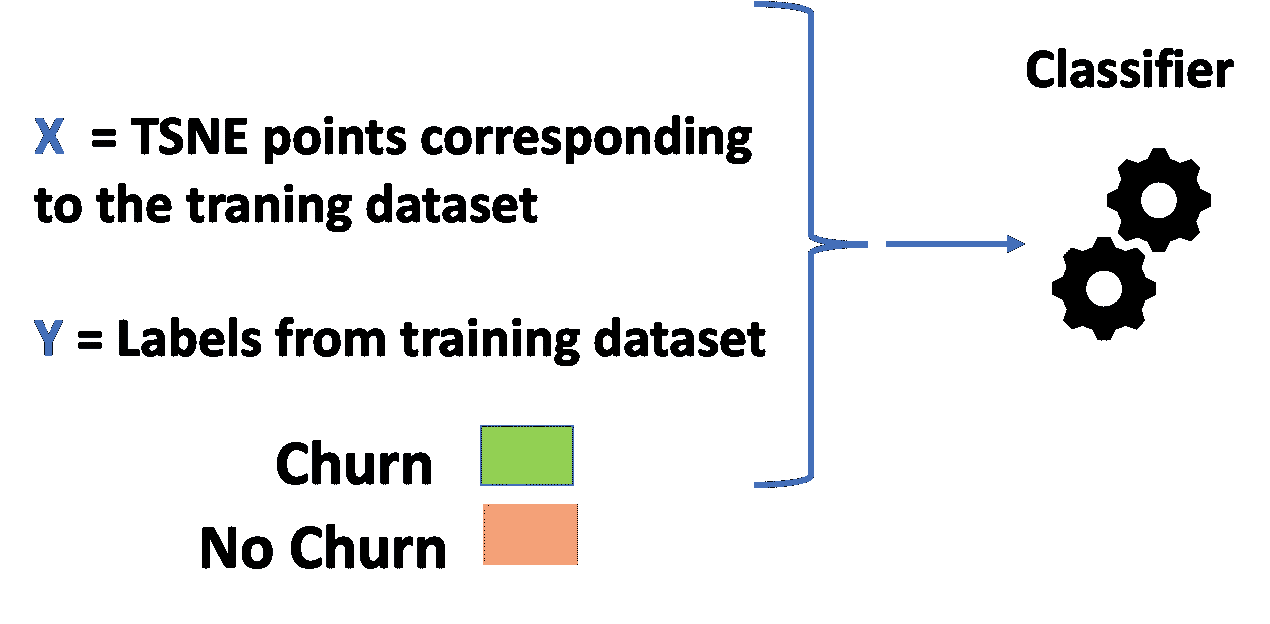 Classifier
X = TSNE points corresponding
to the traning dataset
Y = Labels from training dataset
Churn
No Churn